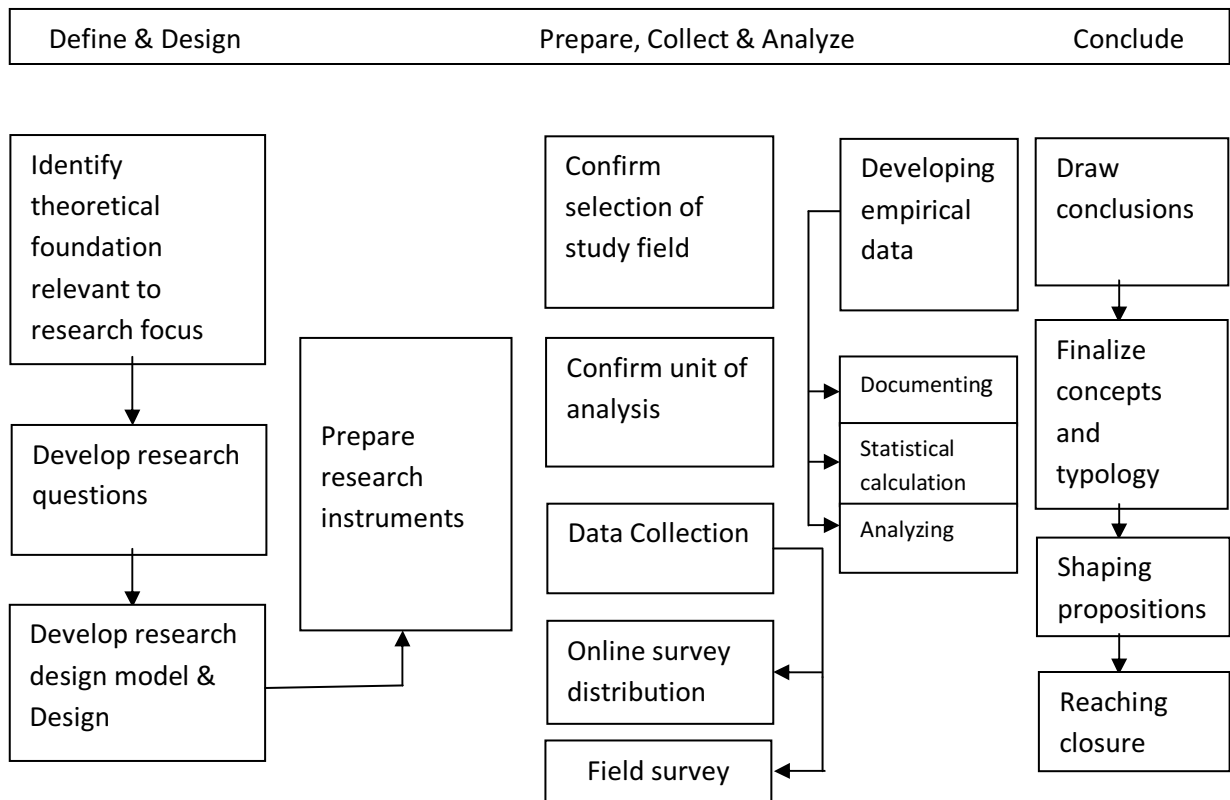 Define & Design
Prepare, Collect & Analyze
Conclude
Identify
theoretical
foundation
relevant to
research focus
Develop research
questions
Develop research
design model &
Design
Prepare
research
instruments
Confirm
selection of
study field
Confirm unit of
analysis
Data Collection
Online survey
distribution
Field survey
Developing
empirical
data
Documenting
Statistical
calculation
Analyzing
Draw
conclusions
Finalize
concepts
and
typology
Shaping
propositions
Reaching
closure